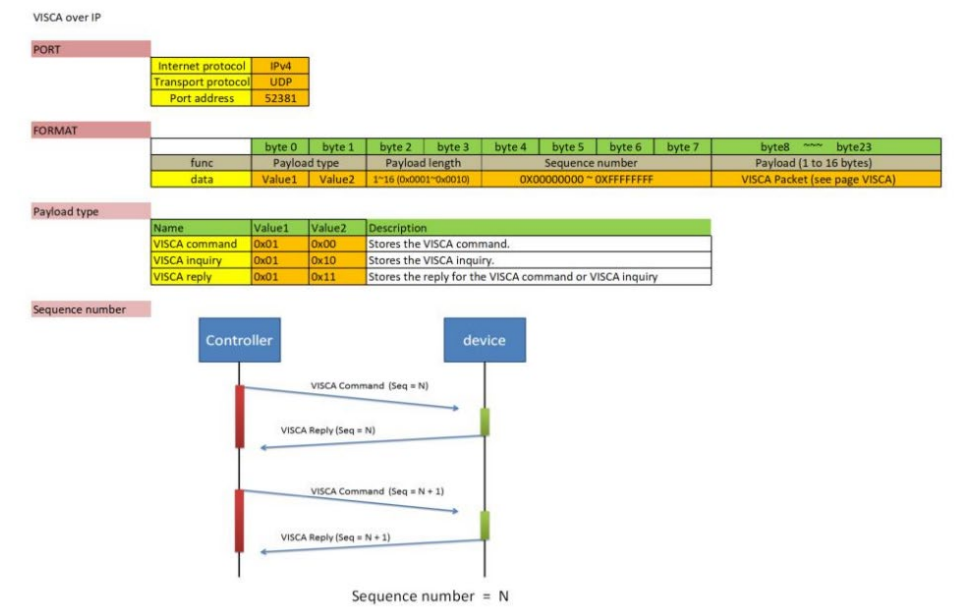 VISCA over IP
PORT
Internet protocol IPv4
Transport protocol UDP
Port address 52381
FORMAT
byte 0 byte 1 byte 2 byte 3 byte 4 byte 5 byte 6 byte 7 byte8 ~~~ byte23
func Payload type Payload length Sequence number Payload (1 to 16 bytes)
data Value1 Value2 1~16 (0x0001~0x0010) 0X00000000 ~ 0XFFFFFFFF VISCA Packet (see page VISCA)
Payload type
Name Value1 Value2 Description
VISCA command 0x01 0x00 Stores the VISCA command.
VISCA inquiry 0x01 0x10 Stores the VISCA inquiry.
VISCA reply 0x01 0x11 Stores the reply for the VISCA command or VISCA inquiry
Sequence number
Controller device
VISCA Command (Seq = N)
VISCA Reply (Seq = N)
VISCA Command (Seq = N + 1)
VISCA Reply (Seq = N + 1)
Sequence number = N